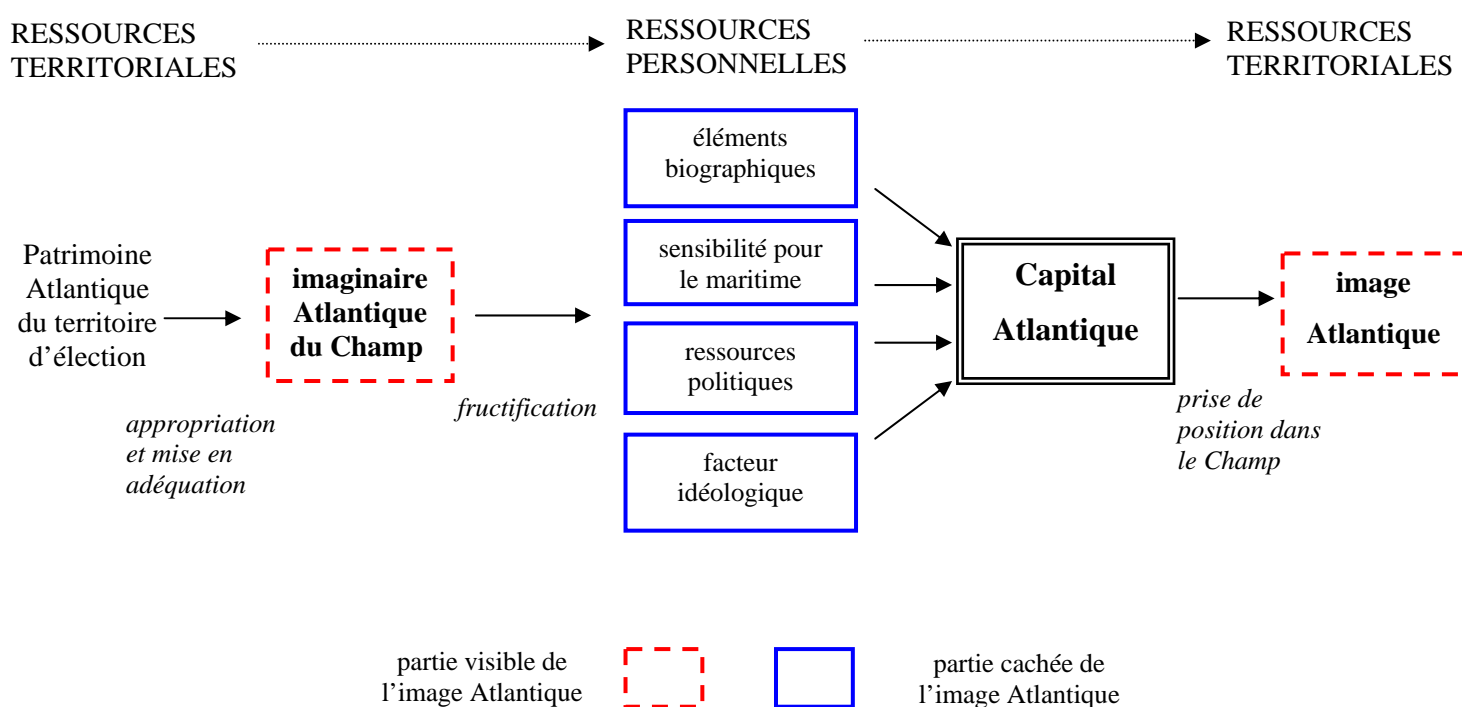 RESSOURCES
TERRITORIALES
RESSOURCES
PERSONNELLES
RESSOURCES
TERRITORIALES
Patrimoine
Atlantique
du territoire
d’élection
appropriation
et mise en
adéquation
imaginaire
Atlantique
du Champ
fructification
éléments
biographiques
sensibilité pour
le maritime
ressources
politiques
facteur
idéologique
Capital
Atlantique
prise de
position dans
le Champ
image
Atlantique
partie visible de
l’image Atlantique
partie cachée de
l’image Atlantique